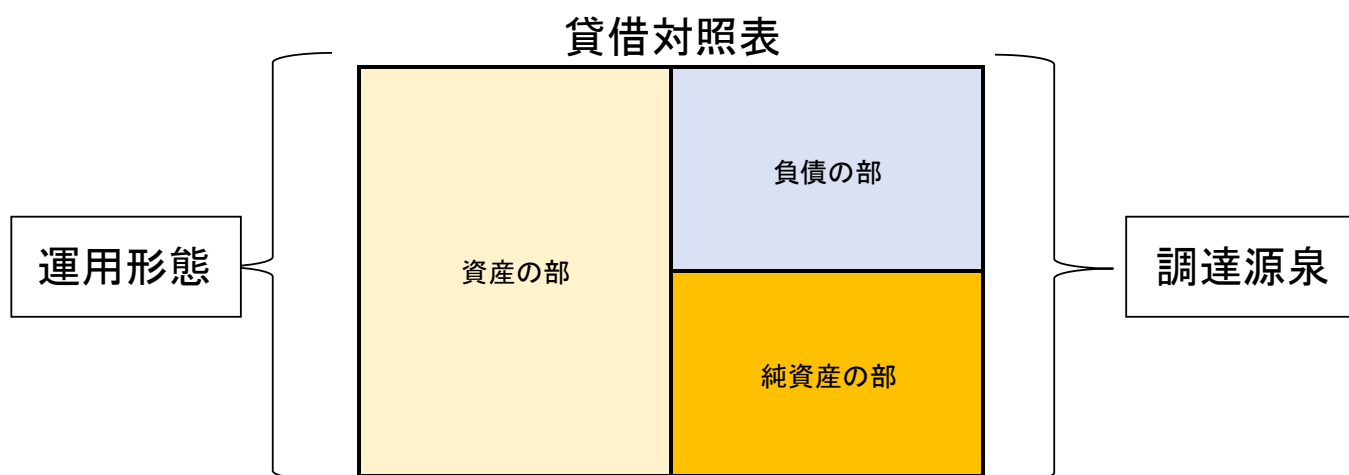 貸借対照表
運用形態
資産の部
負債の部
純資産の部
調達源泉